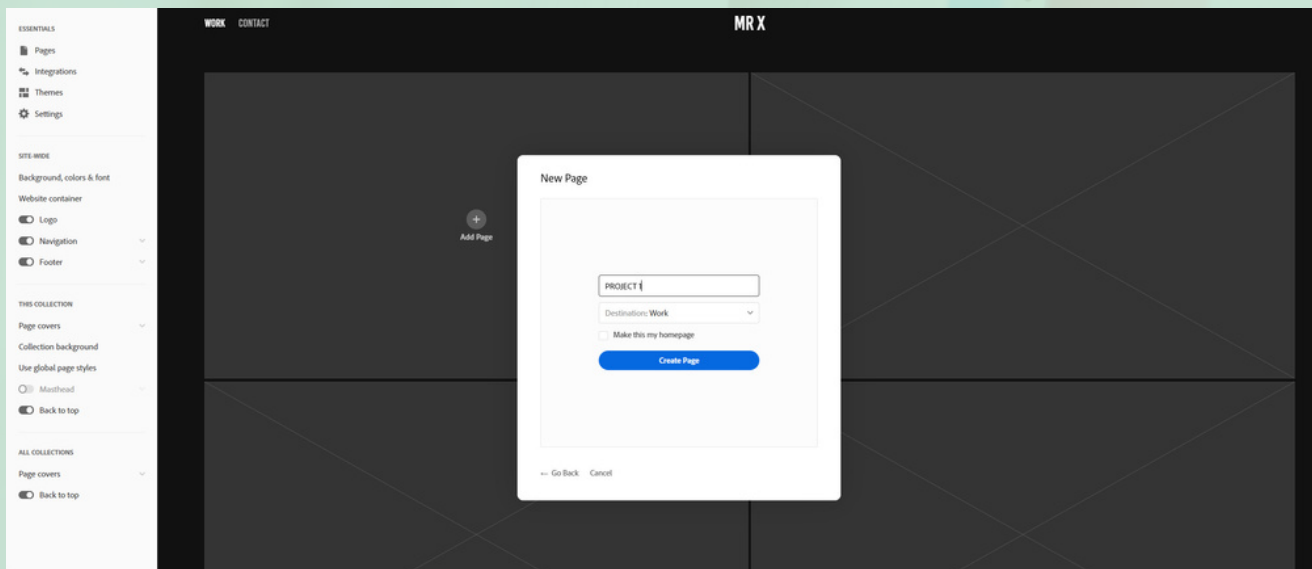 ESSENTIALS
Pages
Integrations
Themes
Settings
SITE-WIDE
Background, colors & font
Website container
Logo
Navigation
Footer
THIS COLLECTION
Page covers
Collection background
Use global page styles
Masthead
Back to top
ALL COLLECTIONS
Page covers
Back to top
WORK CONTACT
MR X
Add Page
New Page
PROJECT 1
Destination: Work
Make this my homepage
Create Page
← Go Back Cancel